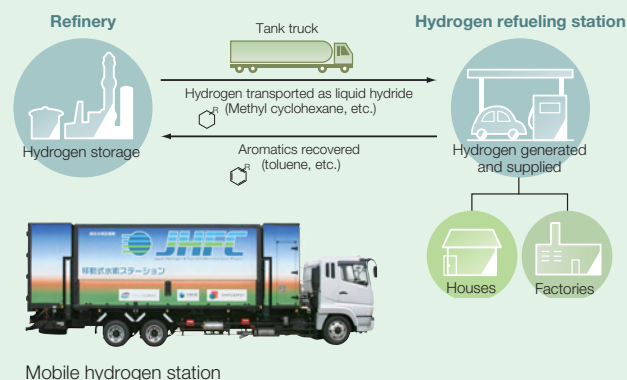 Refinery
Tank truck
Hydrogen refueling station
Hydrogen transported as liquid hydride
(Methyl cyclohexane, etc.)
R
Hydrogen storage
Aromatics recovered
(toluene, etc.)
R
Hydrogen generated
and supplied
JHFC
移動式水素ステーション
Houses
Factories
Mobile hydrogen station